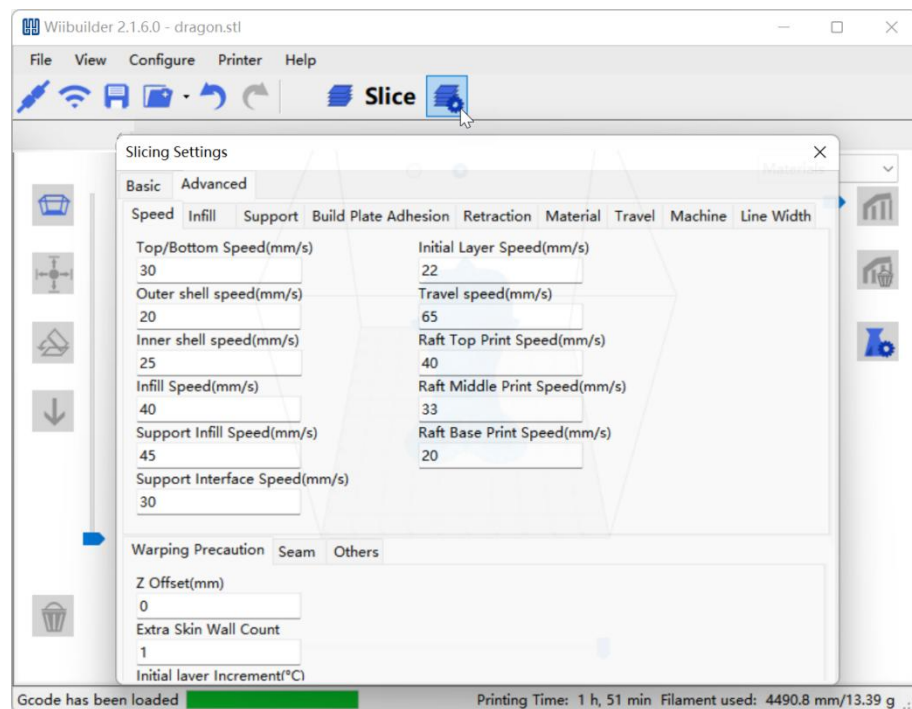 Wiibuilder 2.1.6.0 - dragon.stl
File View Configure Printer Help
Slice
Slicing Settings
Materials
Basic Advanced
Speed Infill Support Build Plate Adhesion Retraction Material Travel Machine Line Width
Top/Bottom Speed(mm/s) Initial Layer Speed(mm/s)
30 22
Outer shell speed(mm/s) Travel speed(mm/s)
20 65
Inner shell speed(mm/s) Raft Top Print Speed(mm/s)
25 40
Infill Speed(mm/s) Raft Middle Print Speed(mm/s)
40 33
Support Infill Speed(mm/s) Raft Base Print Speed(mm/s)
45 20
Support Interface Speed(mm/s)
30
Warping Precaution Seam Others
Z Offset(mm)
0
Extra Skin Wall Count
1
Initial layer Increment(°C)
Gcode has been loaded Printing Time: 1 h, 51 min Filament used: 4490.8 mm/13.39 g